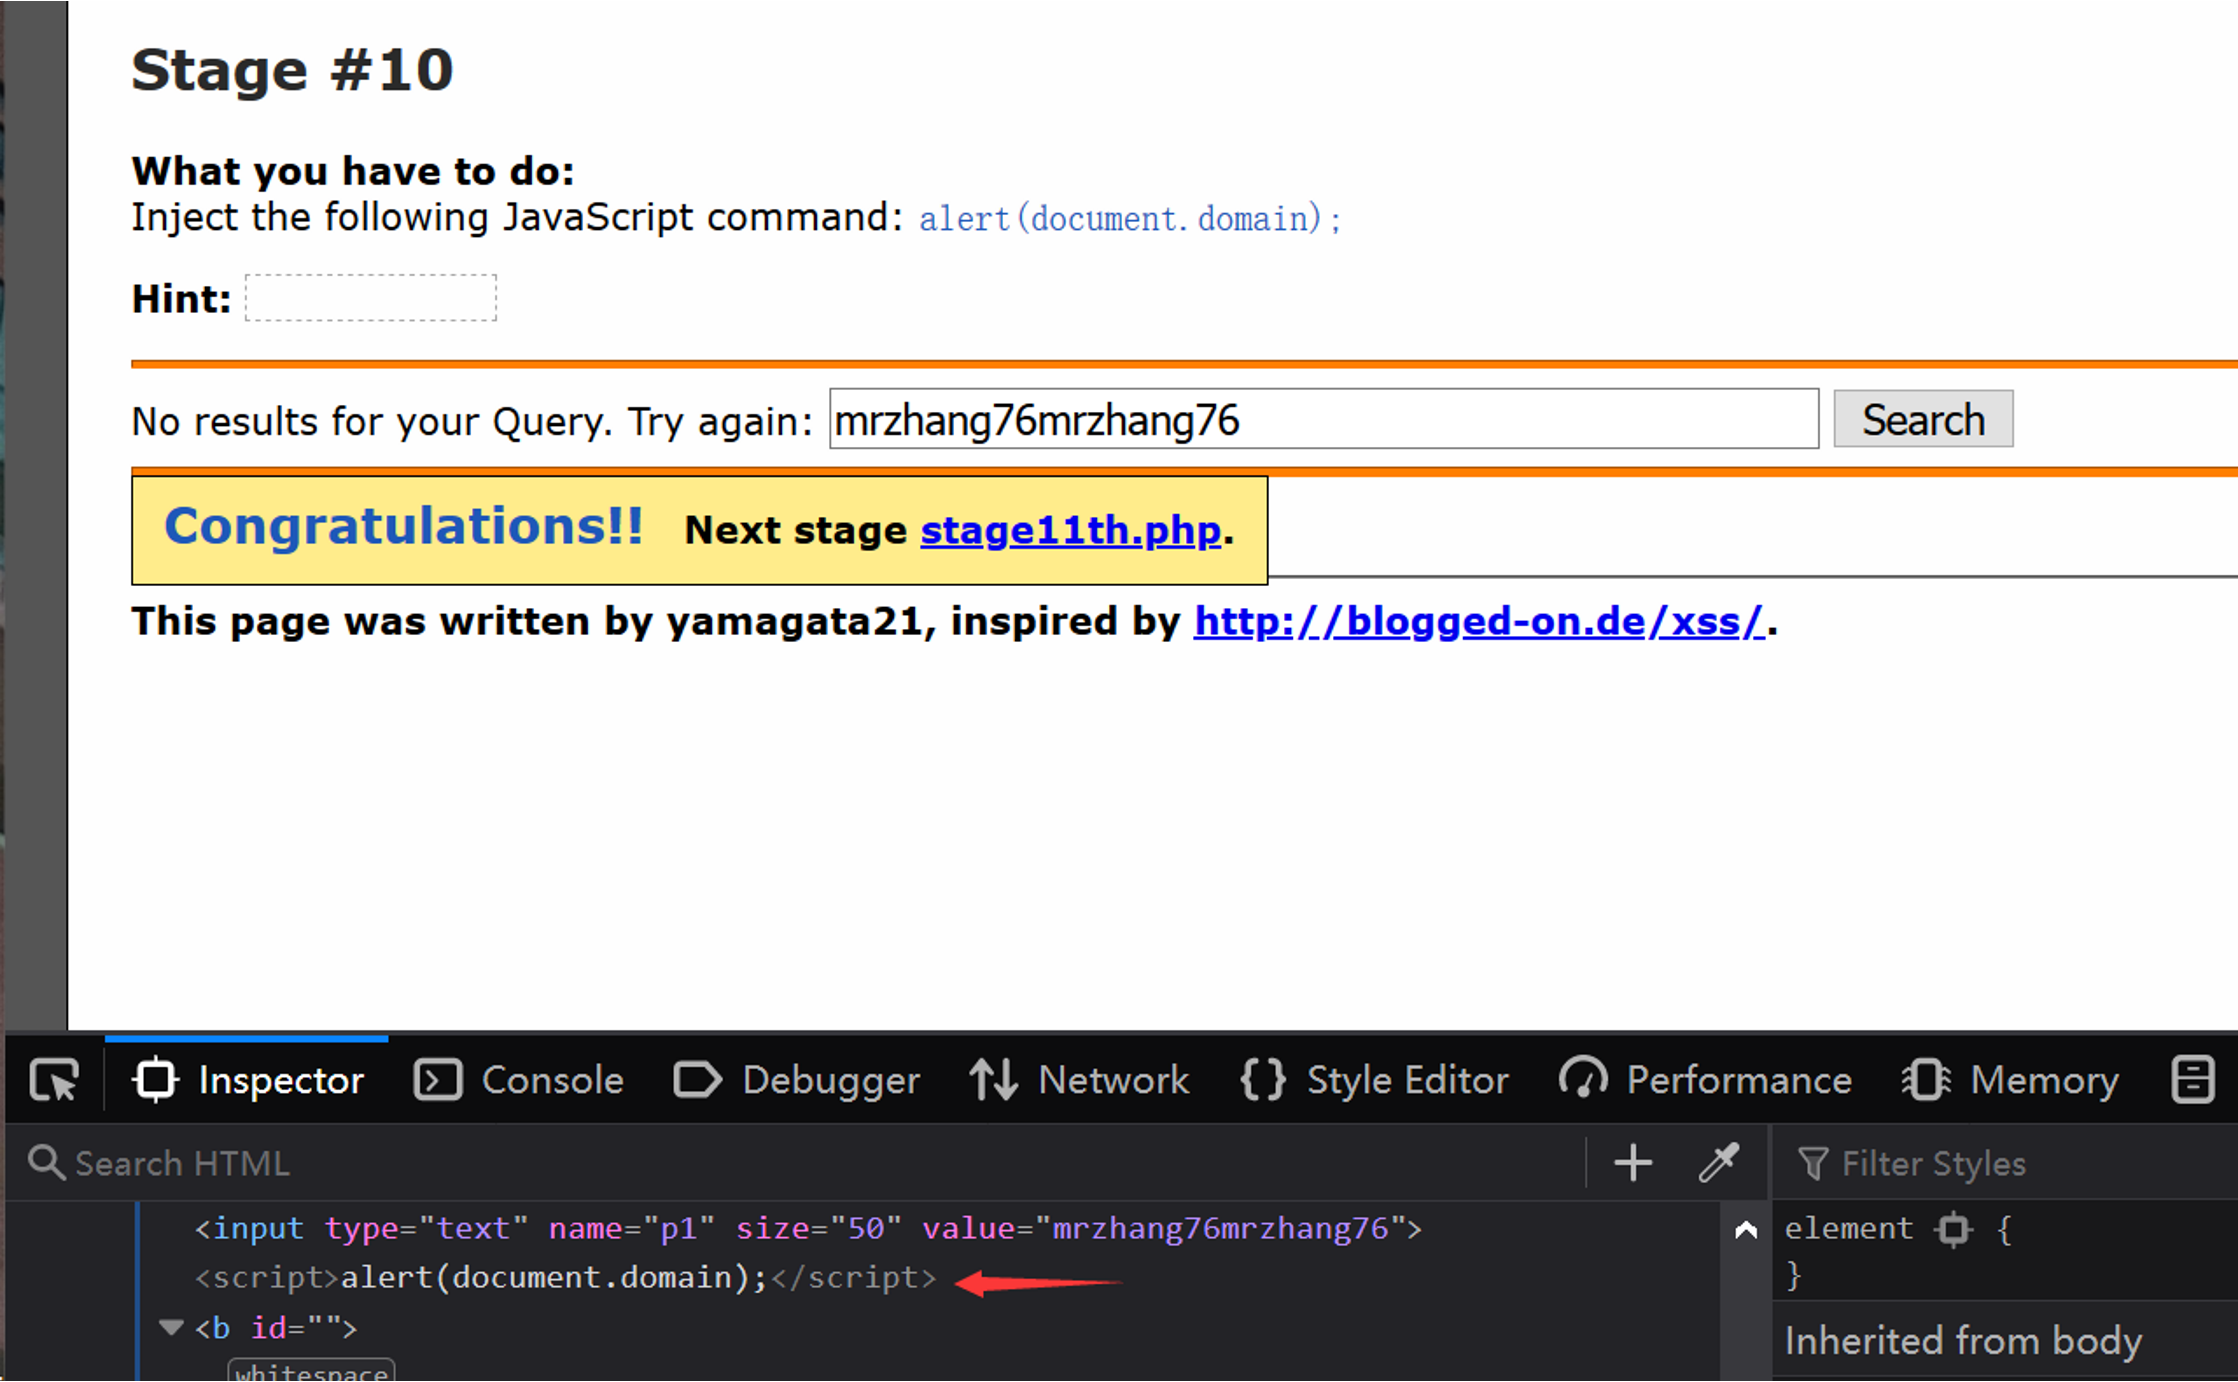 Stage #10
What you have to do:
Inject the following JavaScript command: alert(document.domain);
Hint:
No results for your Query. Try again: mrzhang76mrzhang76 Search
Congratulations!! Next stage stage11th.php.
This page was written by yamagata21, inspired by http://blogged-on.de/xss/.
Inspector Console Debugger Network Style Editor Performance Memory
Search HTML
Filter Styles
<input type="text" name="p1" size="50" value="mrzhang76mrzhang76">
element {
<script>alert(document.domain);</script>
}
<b id="">
Inherited from body
whitespace